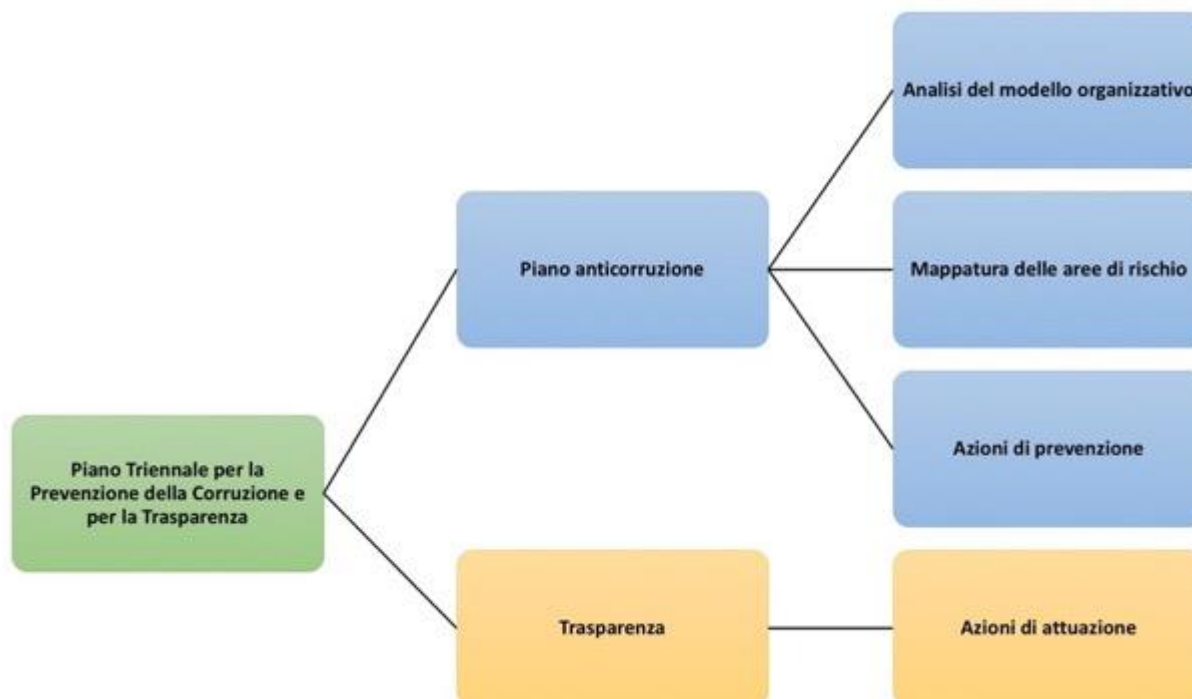 Analisi del modello organizzativo
Piano anticorruzione
Mappatura delle aree di rischio
Azioni di prevenzione
Piano Triennale per la
Prevenzione della Corruzione e
per la Trasparenza
Trasparenza
Azioni di attuazione